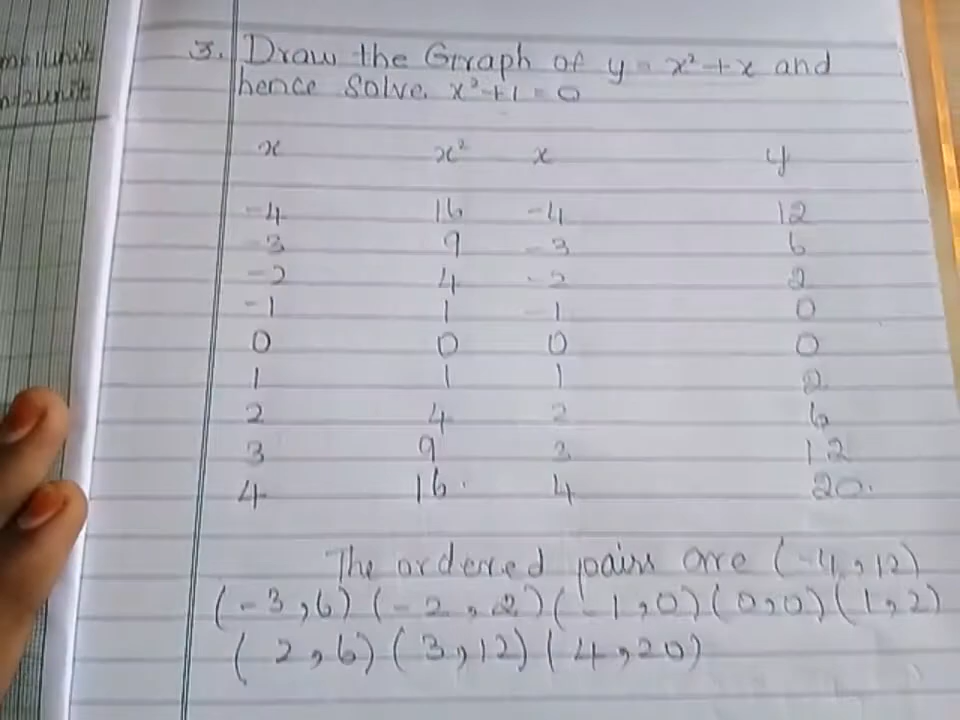 3. Draw the Graph of y = x² + x and
hence solve. x² + 1 = 0
x x² x y
-4 16 -4 12
-3 9 -3 6
-2 4 -2 2
-1 1 -1 0
0 0 0 0
1 1 1 2
2 4 2 6
3 9 3 12
4 16. 4 20.
The ordered pairs are (-4, 12)
(-3, 6) (-2, 2) (-1, 0) (0, 0) (1, 2)
(2, 6) (3, 12) (4, 20)